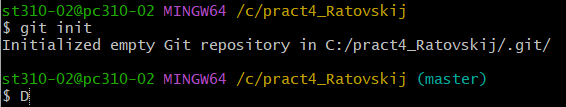 st310-02@pc310-02 MINGW64 /c/pract4_Ratovskij
$ git init
Initialized empty Git repository in C:/pract4_Ratovskij/.git/
st310-02@pc310-02 MINGW64 /c/pract4_Ratovskij (master)
$ D